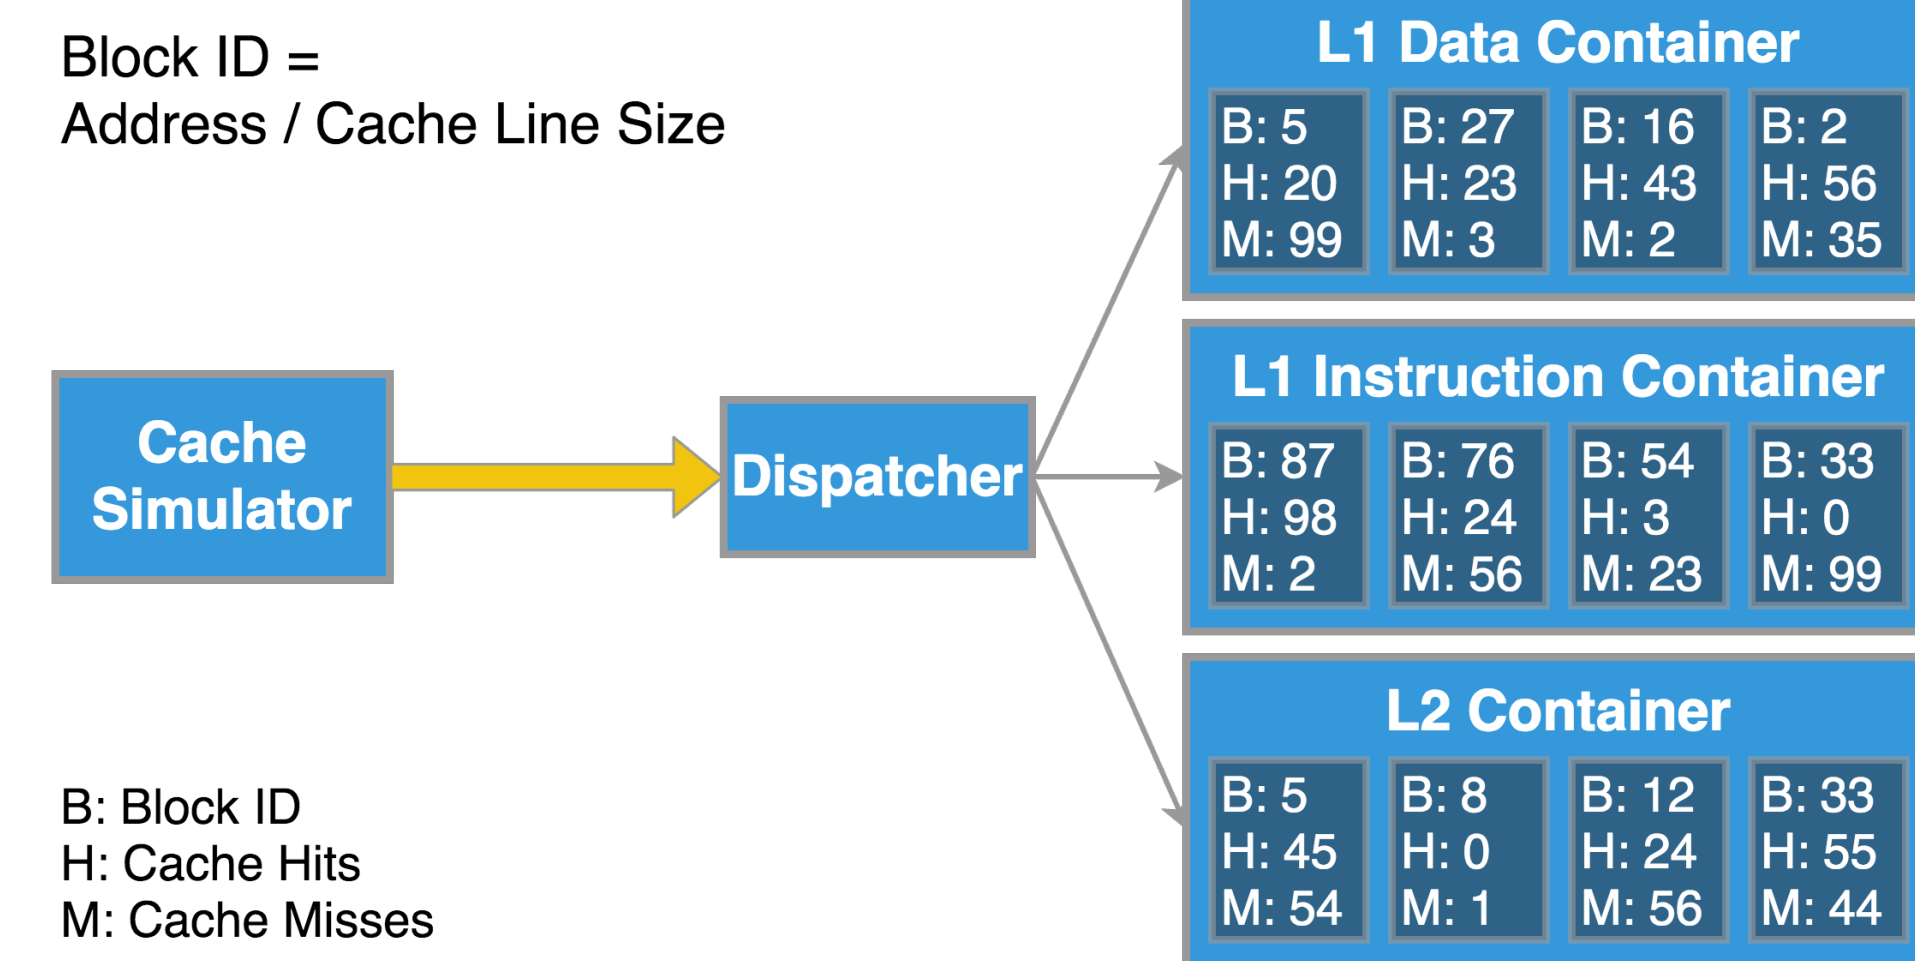 Block ID =
Address / Cache Line Size
Cache
Simulator
Dispatcher
L1 Data Container
B: 5
H: 20
M: 99
B: 27
H: 23
M: 3
B: 16
H: 43
M: 2
B: 2
H: 56
M: 35
L1 Instruction Container
B: 87
H: 98
M: 2
B: 76
H: 24
M: 56
B: 54
H: 3
M: 23
B: 33
H: 0
M: 99
L2 Container
B: 5
H: 45
M: 54
B: 8
H: 0
M: 1
B: 12
H: 24
M: 56
B: 33
H: 55
M: 44
B: Block ID
H: Cache Hits
M: Cache Misses